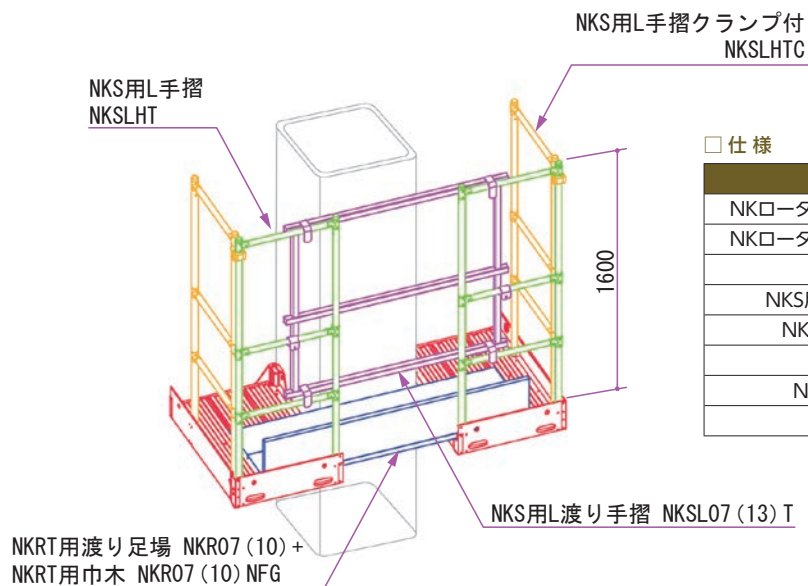 NKS用L手摺クランプ付
NKSLHTC
NKS用L手摺
NKSLHT
□仕様
NKロータ
NKロータ
1600
NKS
NK
N
NKS用L渡り手摺 NKSL07(13)T
NKRT用渡り足場 NKR07(10)+
NKRT用巾木 NKR07(10)NFG